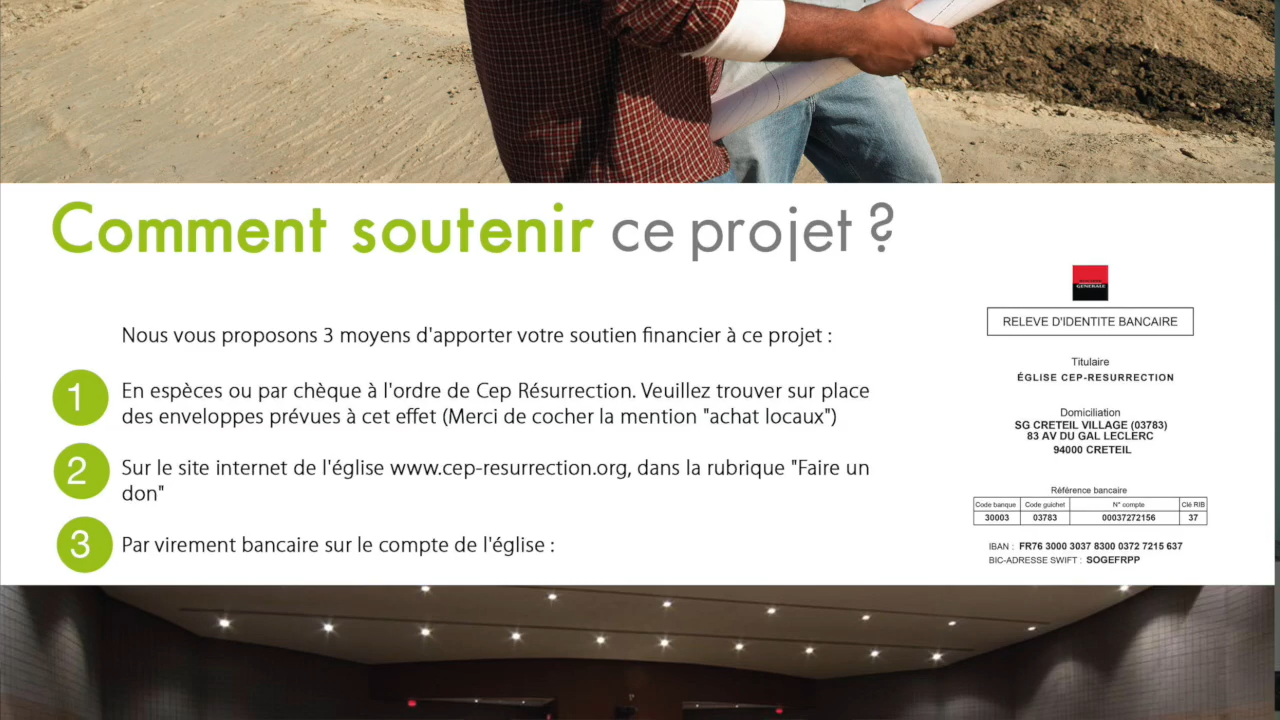 Comment soutenir ce projet ?
Nous vous proposons 3 moyens d'apporter votre soutien financier à ce projet :
1
En espèces ou par chèque à l'ordre de Cep Résurrection. Veuillez trouver sur place
des enveloppes prévues à cet effet (Merci de cocher la mention "achat locaux")
2
Sur le site internet de l'église www.cep-resurrection.org, dans la rubrique "Faire un
don"
3
Par virement bancaire sur le compte de l'église :
GENERALE
RELEVE D'IDENTITE BANCAIRE
Titulaire
ÉGLISE CEP-RESURRECTION
Domiciliation
SG CRETEIL VILLAGE (03783)
83 AV DU GAL LECLERC
94000 CRETEIL
Référence bancaire
Code banque Code guichet N° compte Clé RIB
30003 03783 00037272156 37
IBAN : FR76 3000 3037 8300 0372 7215 637
BIC-ADRESSE SWIFT : SOGEFRPP